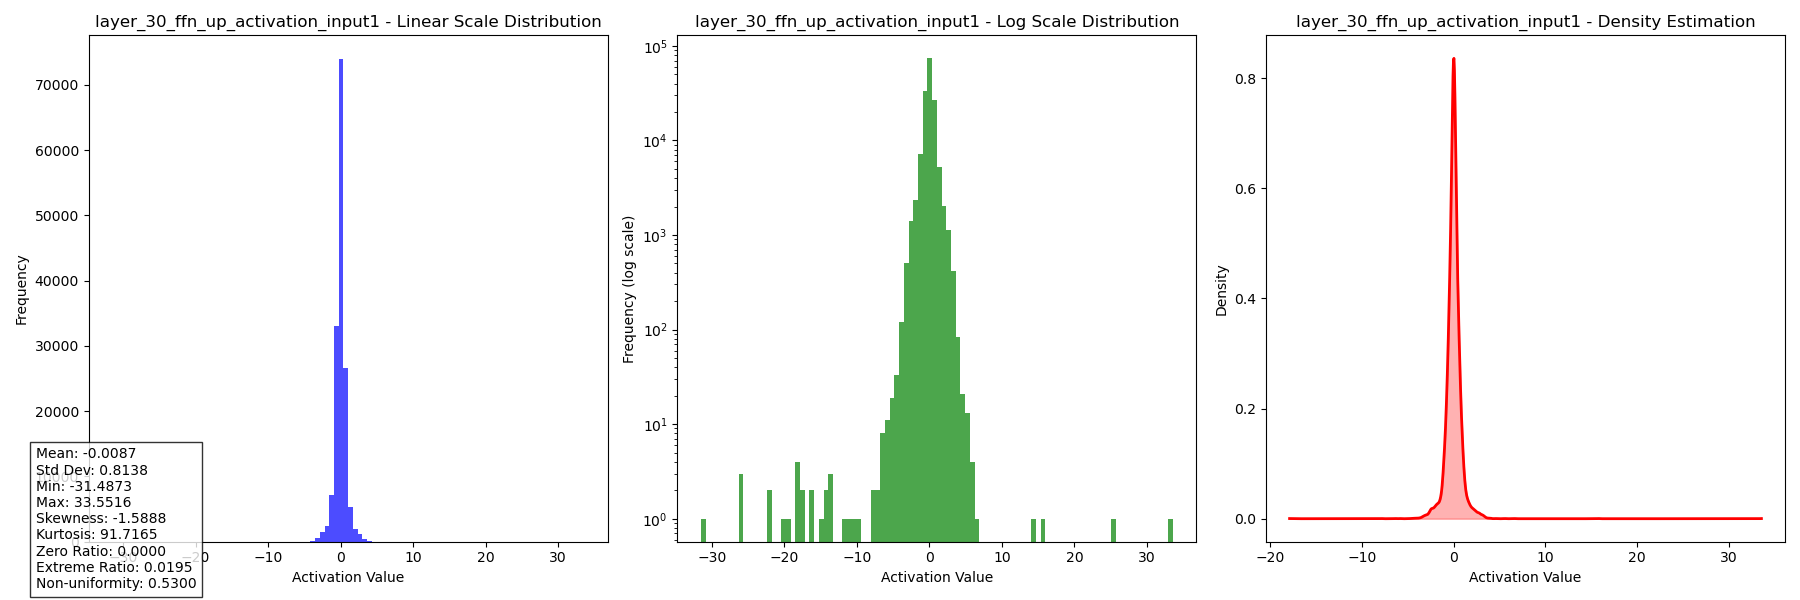 layer_30_ffn_up_activation_input1 - Linear Scale Distribution
Frequency
70000
60000
50000
40000
30000
20000
10000
0
−30
−20
−10
0
10
20
30
Activation Value
Mean: -0.0087
Std Dev: 0.8138
Min: -31.4873
Max: 33.5516
Skewness: -1.5888
Kurtosis: 91.7165
Zero Ratio: 0.0000
Extreme Ratio: 0.0195
Non-uniformity: 0.5300
layer_30_ffn_up_activation_input1 - Log Scale Distribution
Frequency (log scale)
10^5
10^4
10^3
10^2
10^1
10^0
−30
−20
−10
0
10
20
30
Activation Value
layer_30_ffn_up_activation_input1 - Density Estimation
Density
0.8
0.6
0.4
0.2
0.0
−20
−10
0
10
20
30
Activation Value